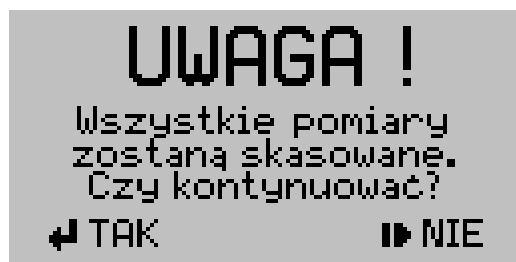 UWAGA !
Wszystkie pomiary
zostaną skasowane.
Czy kontynuować?
TAK NIE